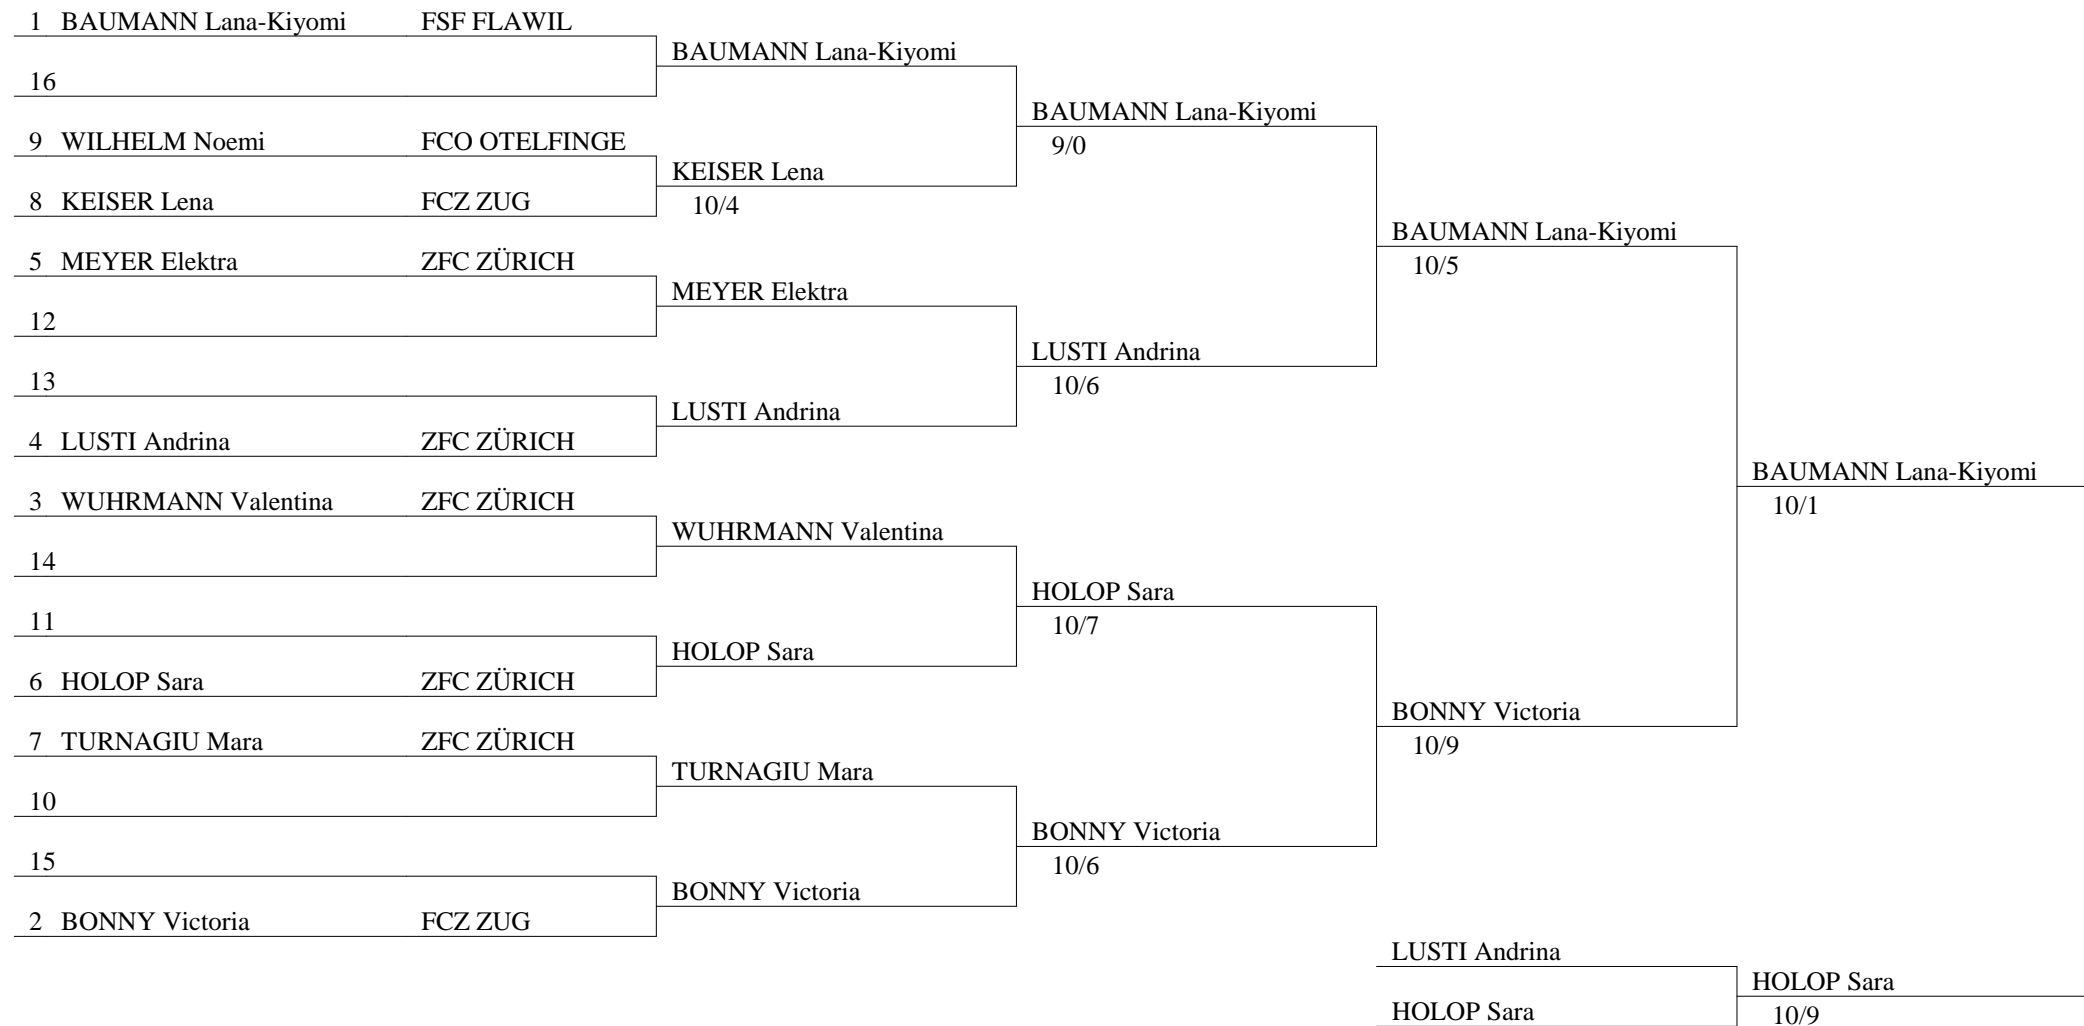 1 BAUMANN Lana-Kiyomi FSF FLAWIL
BAUMANN Lana-Kiyomi
16
BAUMANN Lana-Kiyomi
9 WILHELM Noemi FCO OTELFINGE
9/0
KEISER Lena
8 KEISER Lena FCZ ZUG
10/4
BAUMANN Lana-Kiyomi
5 MEYER Elektra ZFC ZÜRICH
10/5
MEYER Elektra
12
LUSTI Andrina
13
10/6
LUSTI Andrina
4 LUSTI Andrina ZFC ZÜRICH
BAUMANN Lana-Kiyomi
3 WUHRMANN Valentina ZFC ZÜRICH
10/1
WUHRMANN Valentina
14
HOLOP Sara
11
10/7
HOLOP Sara
6 HOLOP Sara ZFC ZÜRICH
BONNY Victoria
7 TURNAGIU Mara ZFC ZÜRICH
10/9
TURNAGIU Mara
10
BONNY Victoria
15
10/6
BONNY Victoria
2 BONNY Victoria FCZ ZUG
LUSTI Andrina
HOLOP Sara
HOLOP Sara
10/9